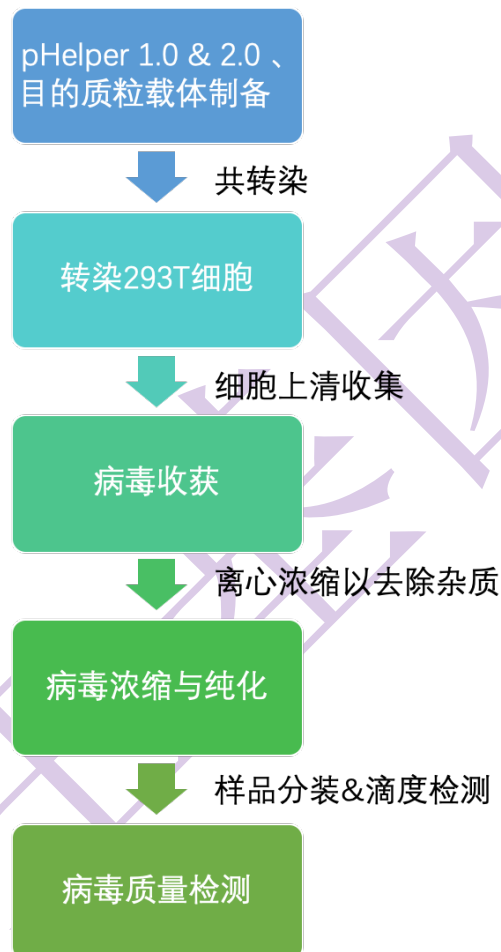 pHelper 1.0 & 2.0 、
目的质粒载体制备
共转染
转染293T细胞
细胞上清收集
病毒收获
离心浓缩以去除杂质
病毒浓缩与纯化
样品分装&滴度检测
病毒质量检测